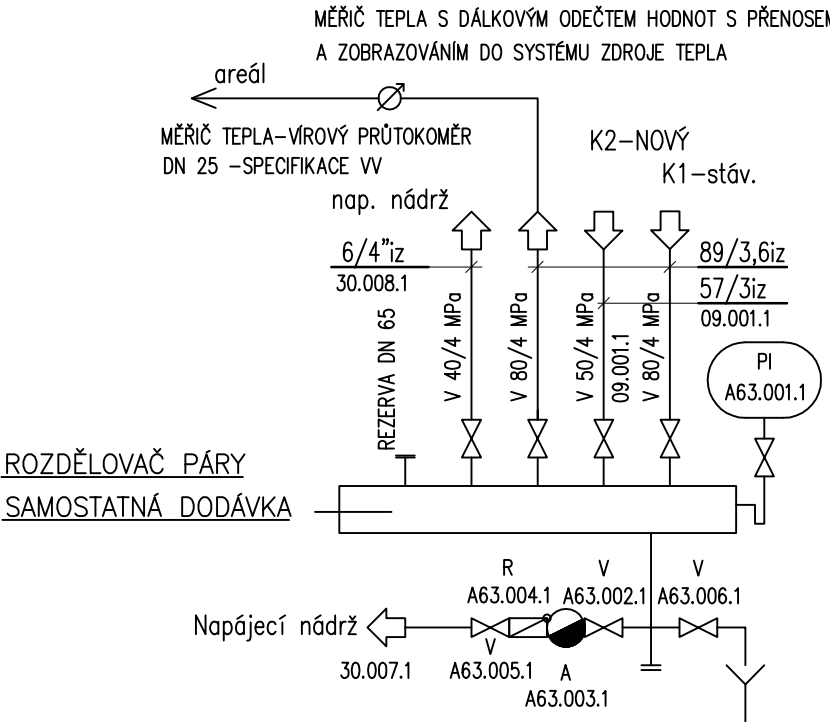 MĚŘIČ TEPLA S DÁLKOVÝM ODEČTEM HODNOT S PŘENOSEM
A ZOBRAZOVÁNÍM DO SYSTÉMU ZDROJE TEPLA
areál
MĚŘIČ TEPLA-VÍROVÝ PRŮTOKOMĚR
DN 25 -SPECIFIKACE VV
K2-NOVÝ
K1-stáv.
nap. nádrž
6/4"iz
30.008.1
89/3,6iz
57/3iz
09.001.1
REZERVA DN 65
V 40/4 MPa
V 80/4 MPa
V 50/4 MPa
09.001.1
V 80/4 MPa
PI
A63.001.1
ROZDĚLOVAČ PÁRY
SAMOSTATNÁ DODÁVKA
R
A63.004.1
V
A63.002.1
V
A63.006.1
Napájecí nádrž
30.007.1
V
A63.005.1
A
A63.003.1